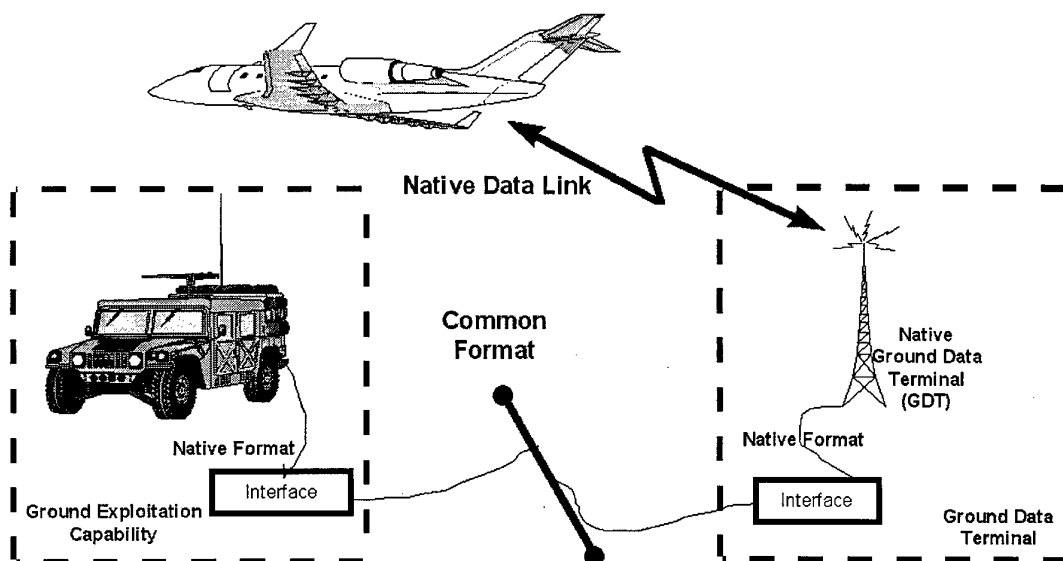 Native Data Link
Common
Format
Native
Ground Data
Terminal
(GDT)
Native Format
Interface
Ground Exploitation
Capability
Native Format
Interface
Ground Data
Terminal